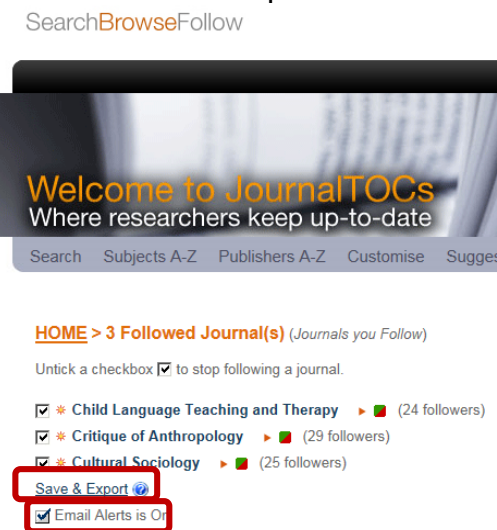 SearchBrowseFollow
Welcome to JournalTOCs
Where researchers keep up-to-date
Search Subjects A-Z Publishers A-Z Customise Sugges
HOME > 3 Followed Journal(s) (Journals you Follow)
Untick a checkbox to stop following a journal.
Child Language Teaching and Therapy (24 followers)
Critique of Anthropology (29 followers)
Cultural Sociology (25 followers)
Save & Export ?
Email Alerts is On